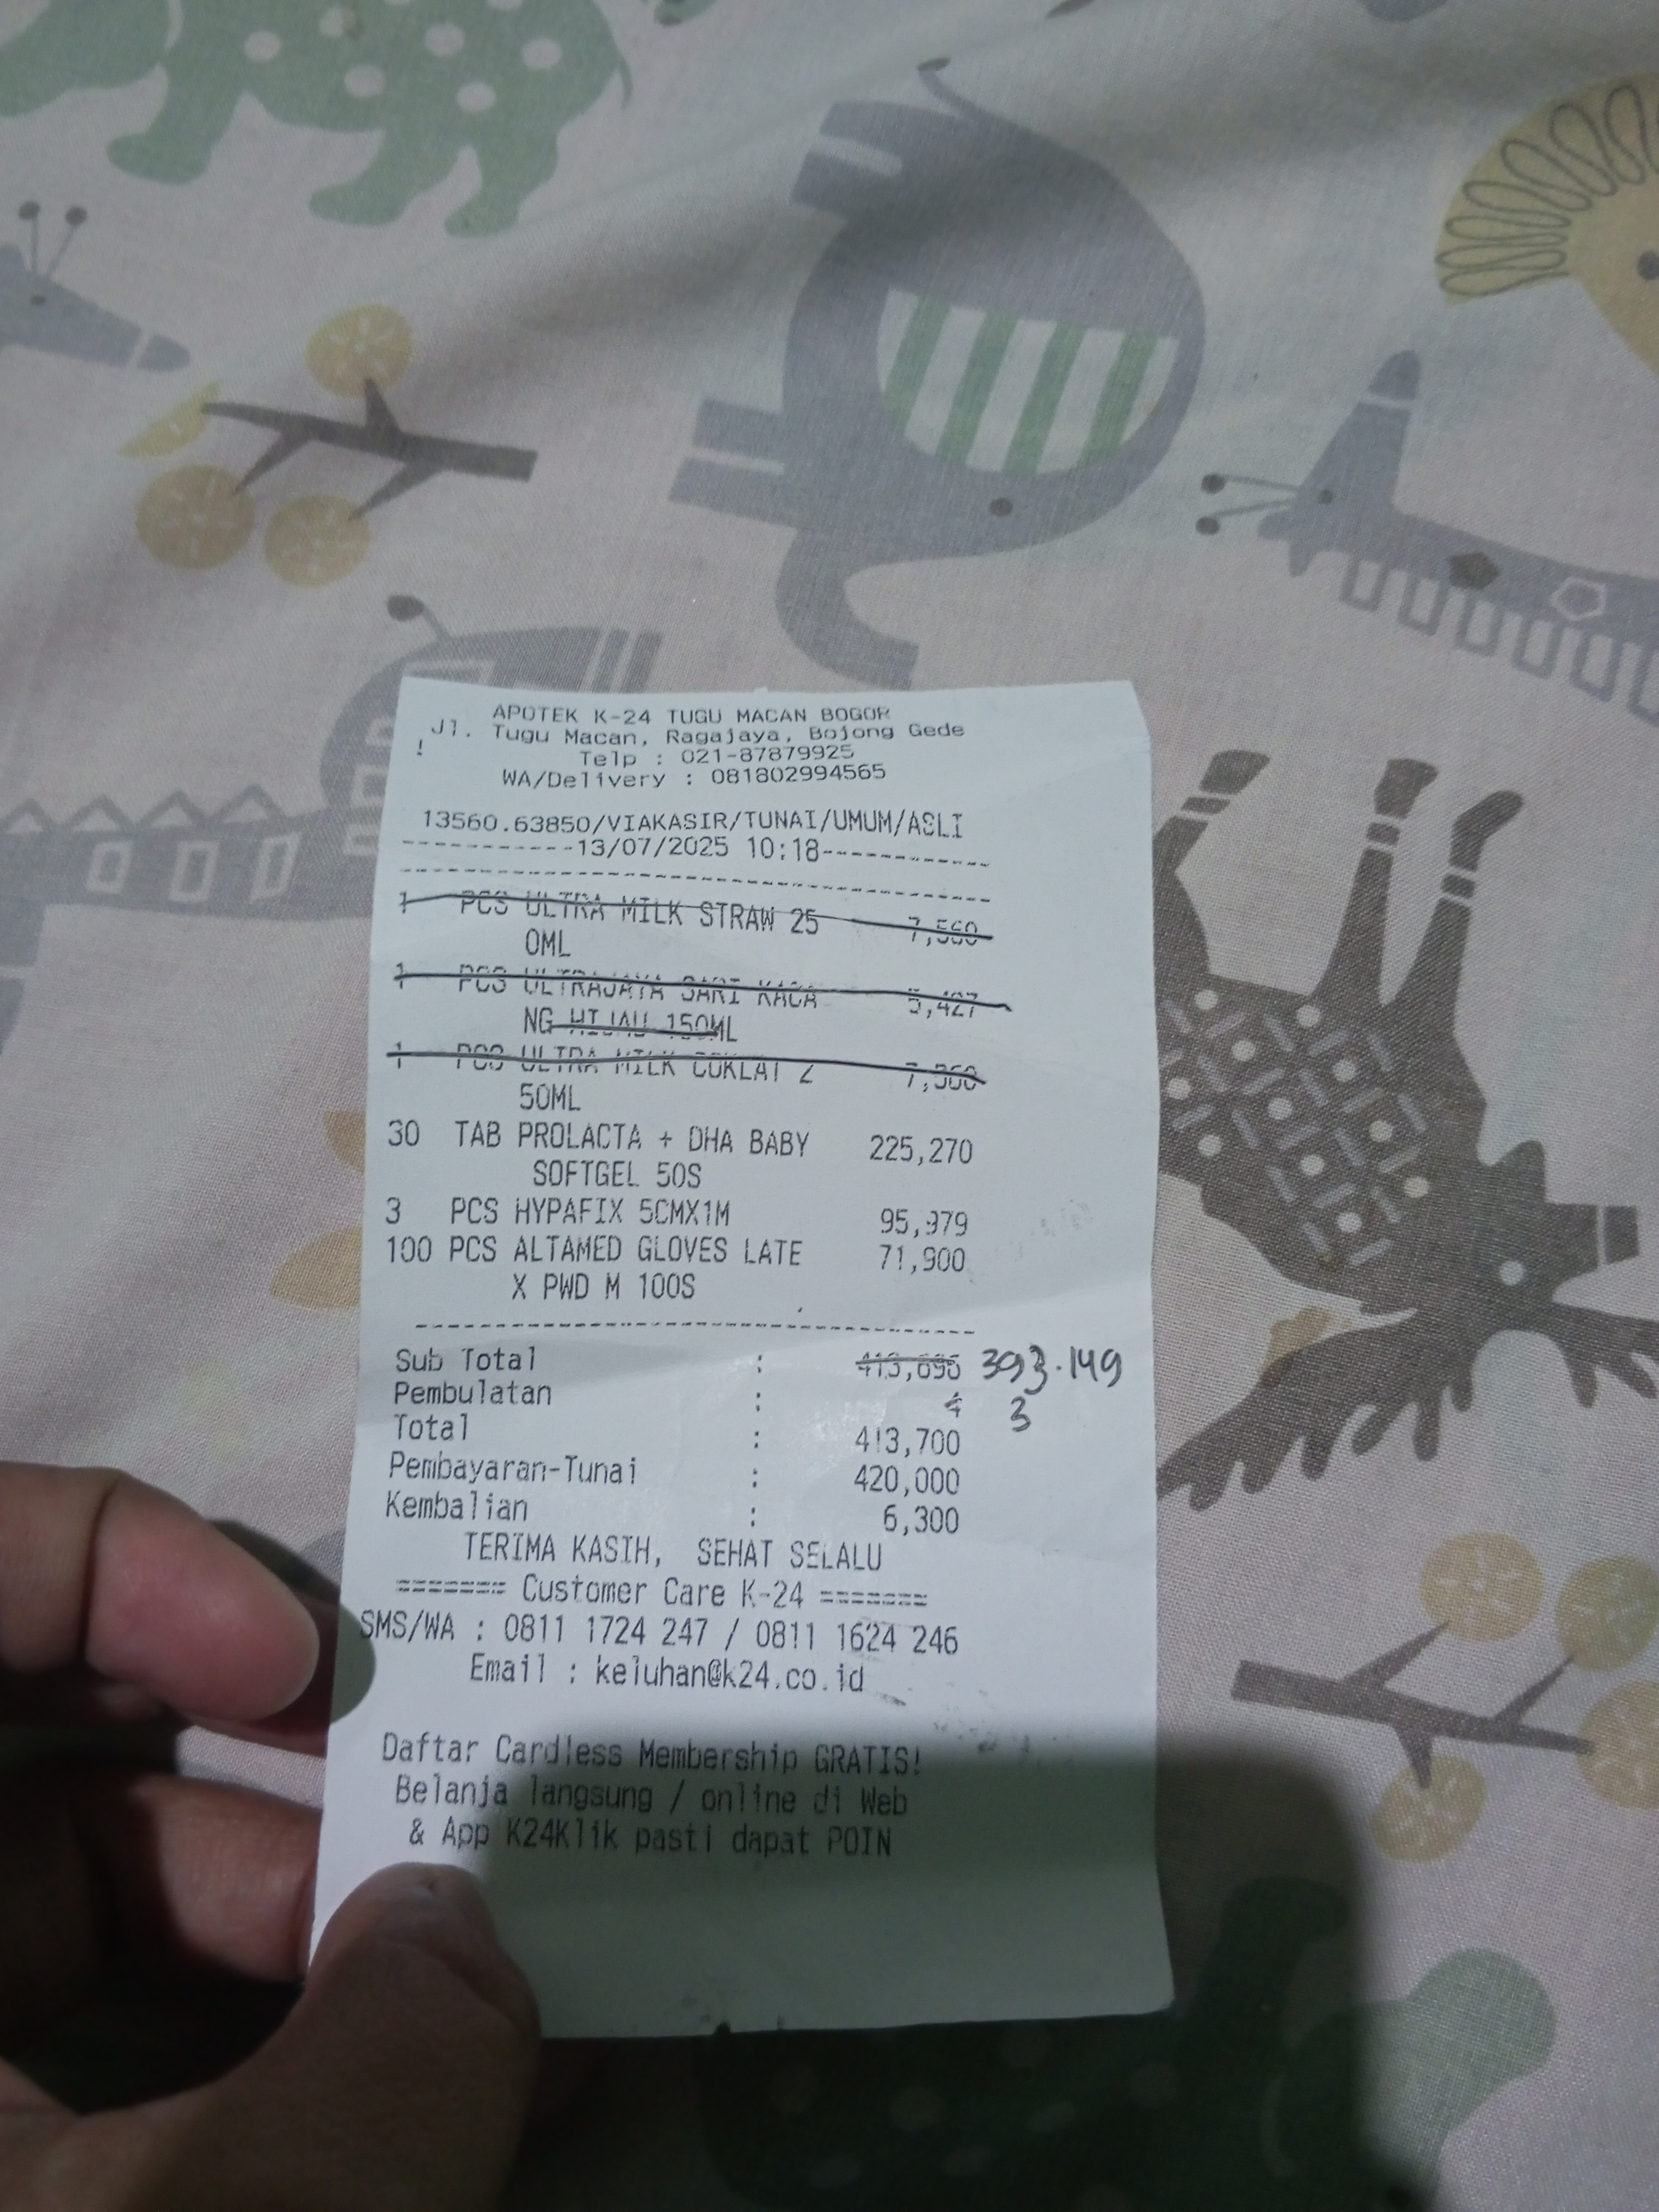 APOTEK K-24 TUGU MACAN BOGOR
Jl. Tugu Macan, Ragajaya, Bojong Gede
!
Telp : 021-87879925
WA/Delivery : 081802994565
13560.63850/VIAKASIR/TUNAI/UMUM/ASLI
-----------13/07/2025 10:18-----------
1 PCS ULTRA MILK STRAW 25 7,560
0ML
1 PCS ULTRAJAYA SARI KACA 5,427
NG HIJAU 150ML
1 PCS ULTRA MILK COKLAT 2 7,560
50ML
30 TAB PROLACTA + DHA BABY 225,270
SOFTGEL 50S
3 PCS HYPAFIX 5CMX1M 95,979
100 PCS ALTAMED GLOVES LATE 71,900
X PWD M 100S
Sub Total : 413,696 393.149
Pembulatan : 4 3
Total : 413,700
Pembayaran-Tunai : 420,000
Kembalian : 6,300
TERIMA KASIH, SEHAT SELALU
======= Customer Care K-24 =======
SMS/WA : 0811 1724 247 / 0811 1624 246
Email : keluhan@k24.co.id
Daftar Cardless Membership GRATIS!
Belanja langsung / online di Web
& App K24Klik pasti dapat POIN